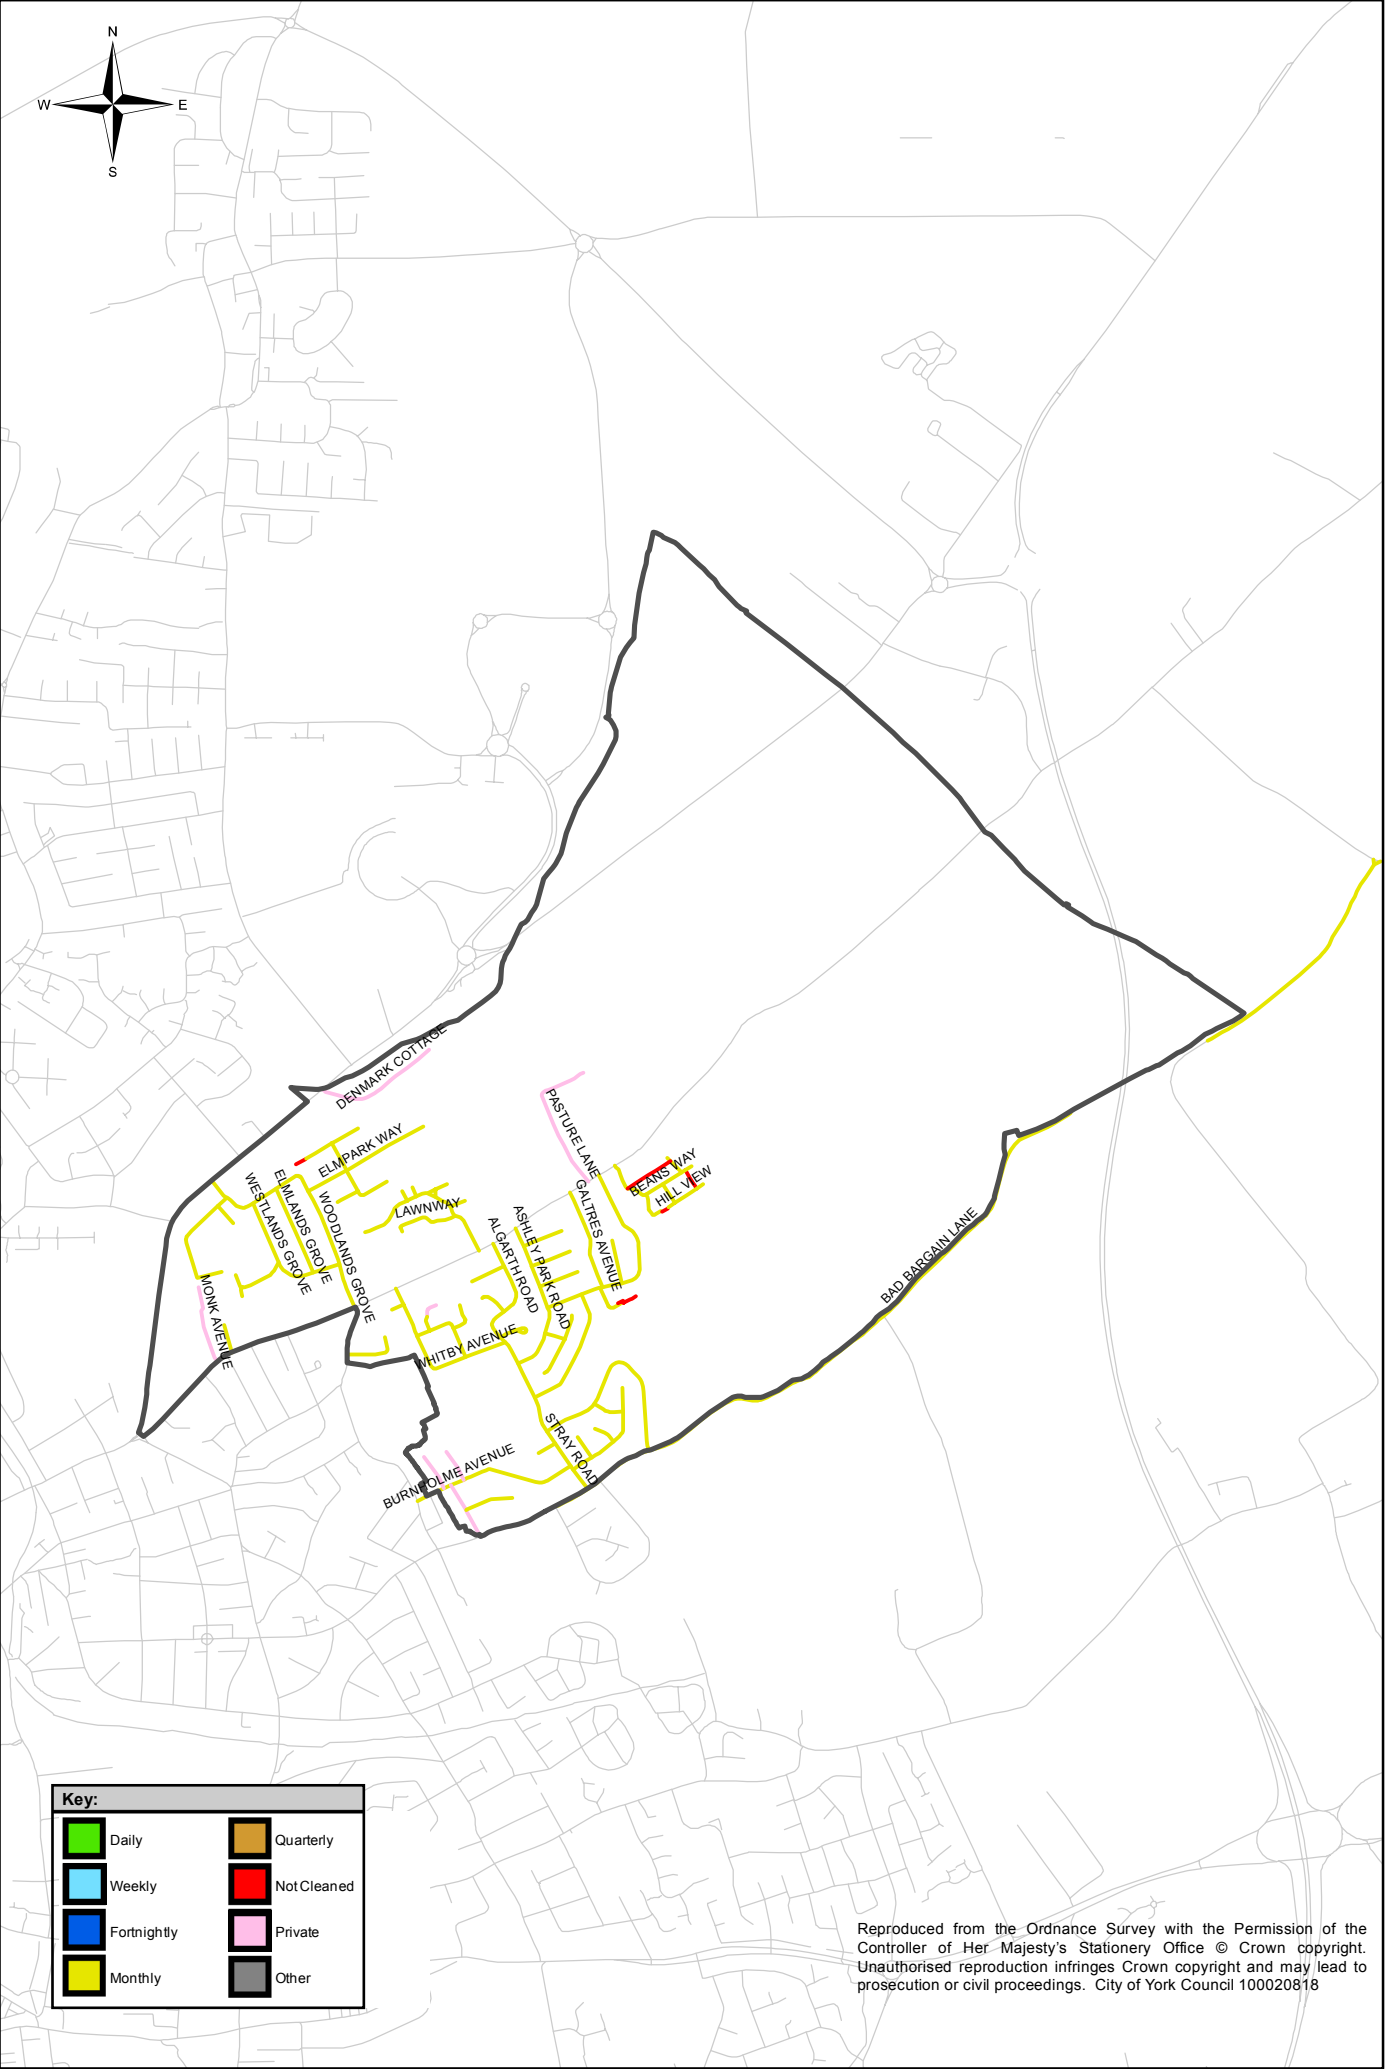 N
W
E
S
DENMARK COTTAGE
PASTURE LANE
ELMPARK WAY
BEANS WAY
HILL VIEW
WESTLANDS GROVE
ELMLANDS GROVE
WOODLANDS GROVE
LAWNWAY
GALTRES AVENUE
ASHLEY PARK ROAD
ALGARTH ROAD
BAD BARGAIN LANE
MONK AVENUE
WHITBY AVENUE
STRAY ROAD
BURNHOLME AVENUE
Key:
Daily
Quarterly
Weekly
Not Cleaned
Fortnightly
Private
Monthly
Other
Reproduced from the Ordnance Survey with the Permission of the
Controller of Her Majesty's Stationery Office © Crown copyright.
Unauthorised reproduction infringes Crown copyright and may lead to
prosecution or civil proceedings. City of York Council 100020818